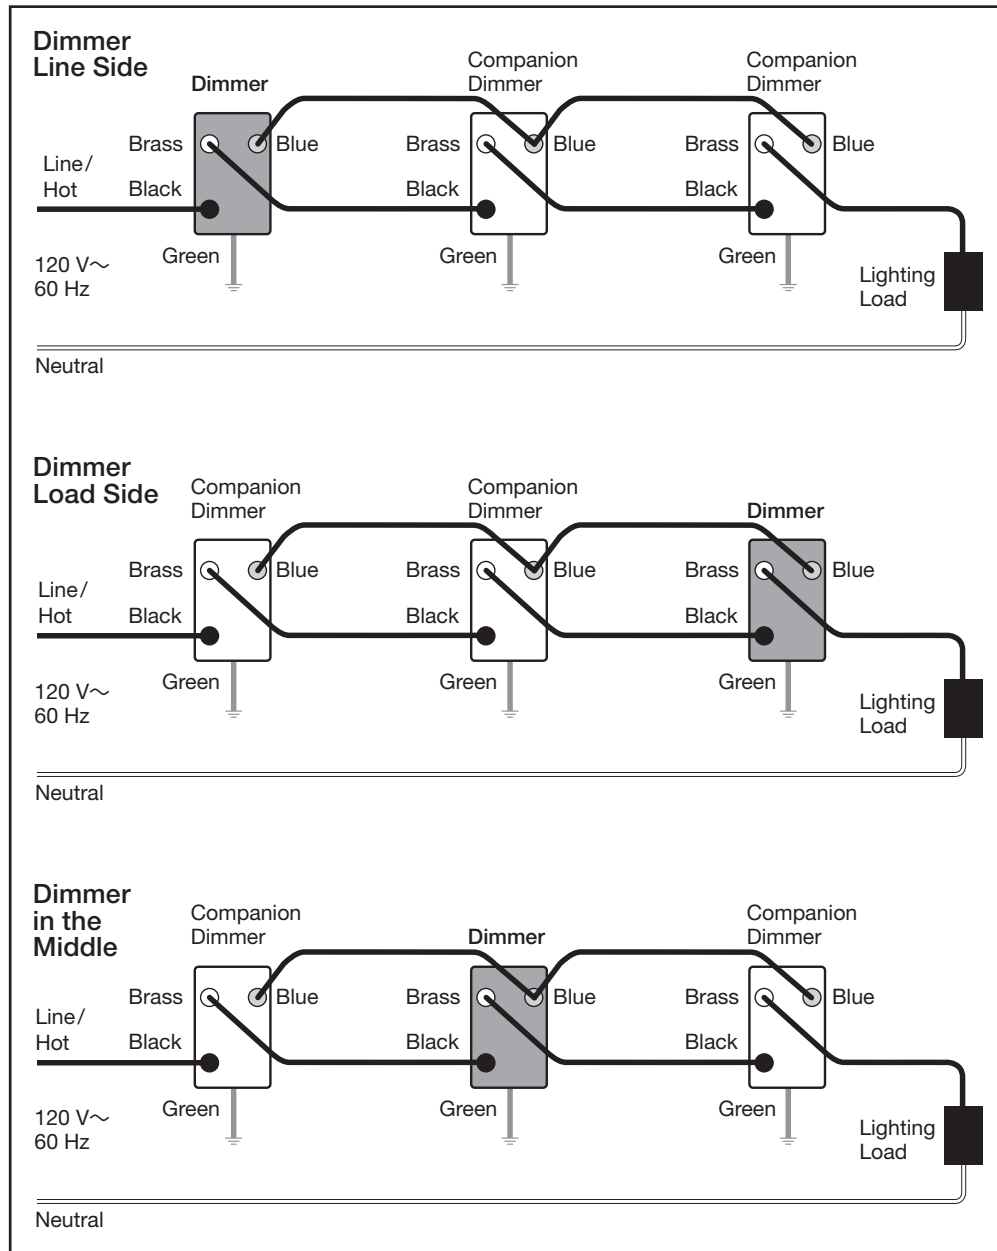 Dimmer
Line Side
Dimmer
Companion
Dimmer
Companion
Dimmer
Brass
Blue
Brass
Blue
Brass
Blue
Line/
Hot
Black
Black
Black
Green
Green
Green
120 V~
60 Hz
Lighting
Load
Neutral
Dimmer
Load Side
Companion
Dimmer
Companion
Dimmer
Dimmer
Brass
Blue
Brass
Blue
Brass
Blue
Line/
Hot
Black
Black
Black
Green
Green
Green
120 V~
60 Hz
Lighting
Load
Neutral
Dimmer
in the
Middle
Companion
Dimmer
Dimmer
Companion
Dimmer
Brass
Blue
Brass
Blue
Brass
Blue
Line/
Hot
Black
Black
Black
Green
Green
Green
120 V~
60 Hz
Lighting
Load
Neutral